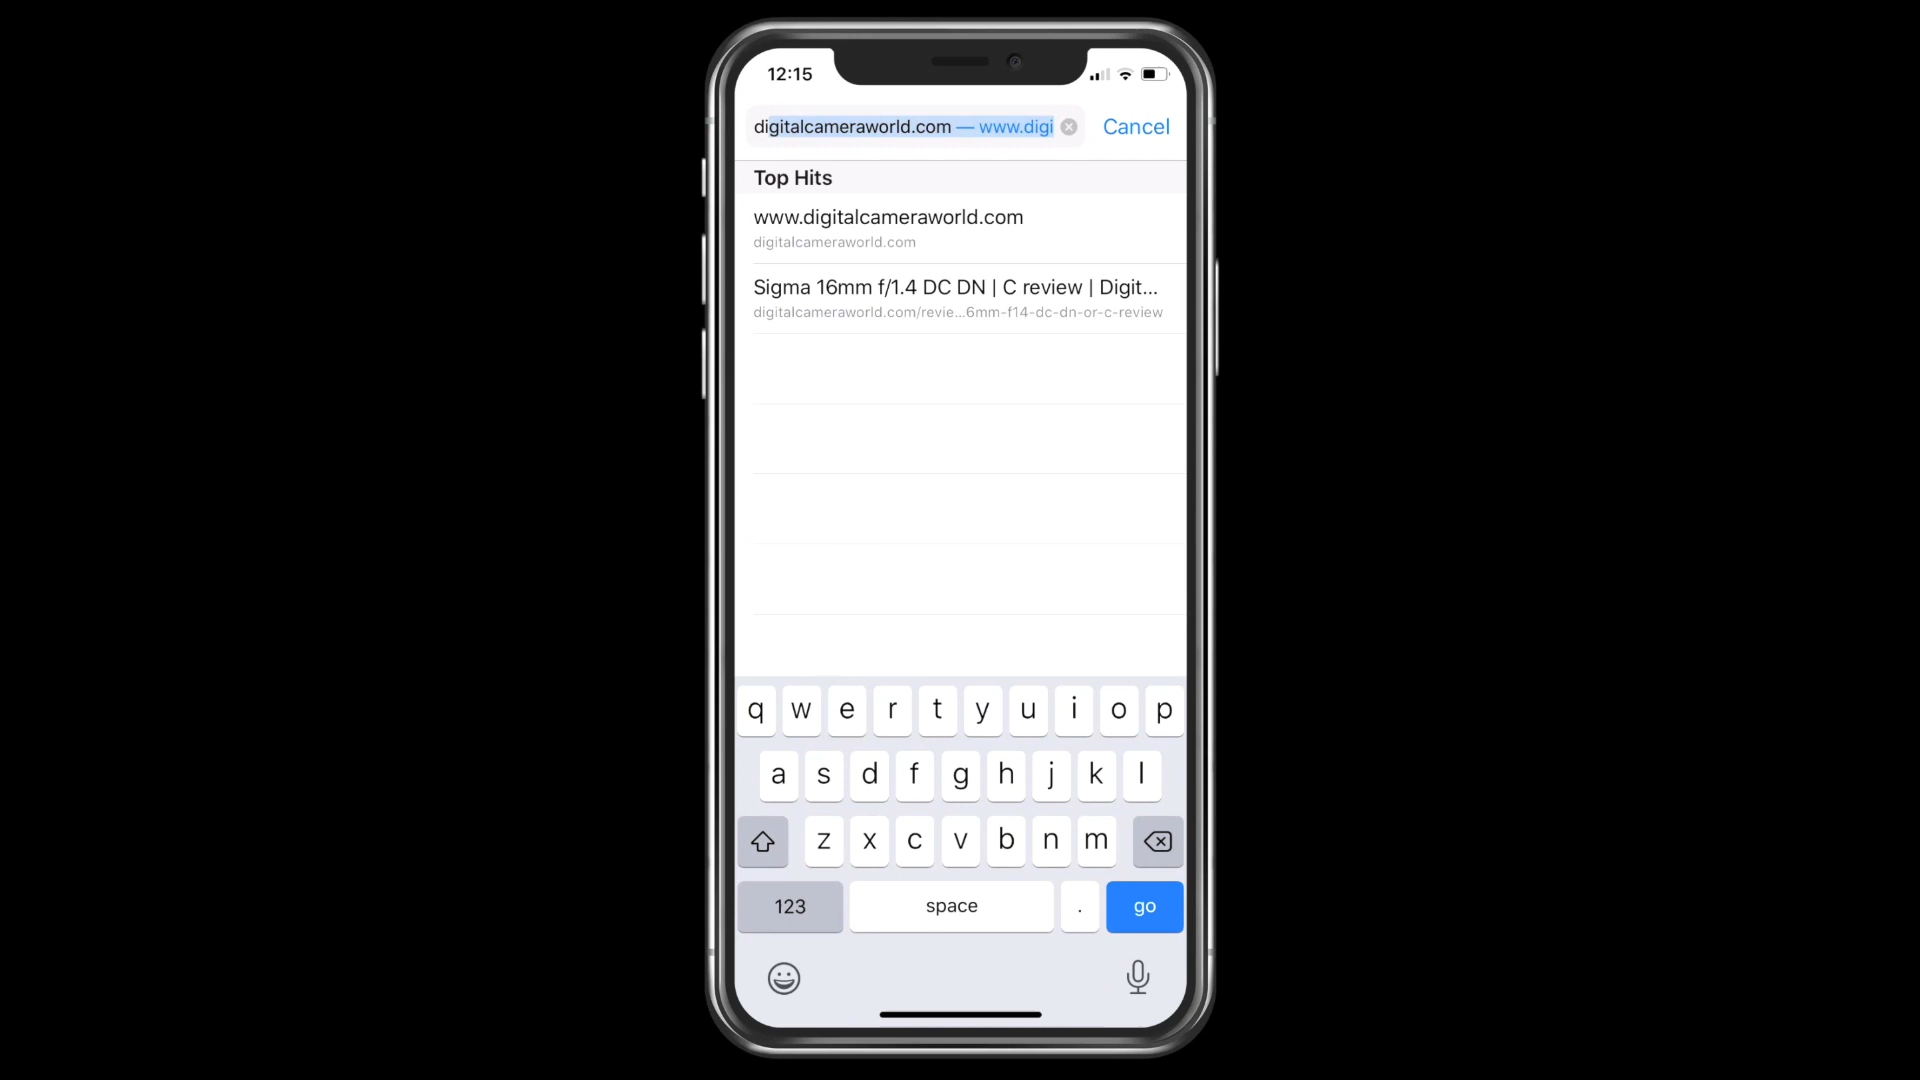 12:15
digitalcameraworld.com — www.digi
Cancel
Top Hits
www.digitalcameraworld.com
digitalcameraworld.com
Sigma 16mm f/1.4 DC DN | C review | Digit...
digitalcameraworld.com/revie...6mm-f14-dc-dn-or-c-review
q w e r t y u i o p
a s d f g h j k l
z x c v b n m
123 space . go